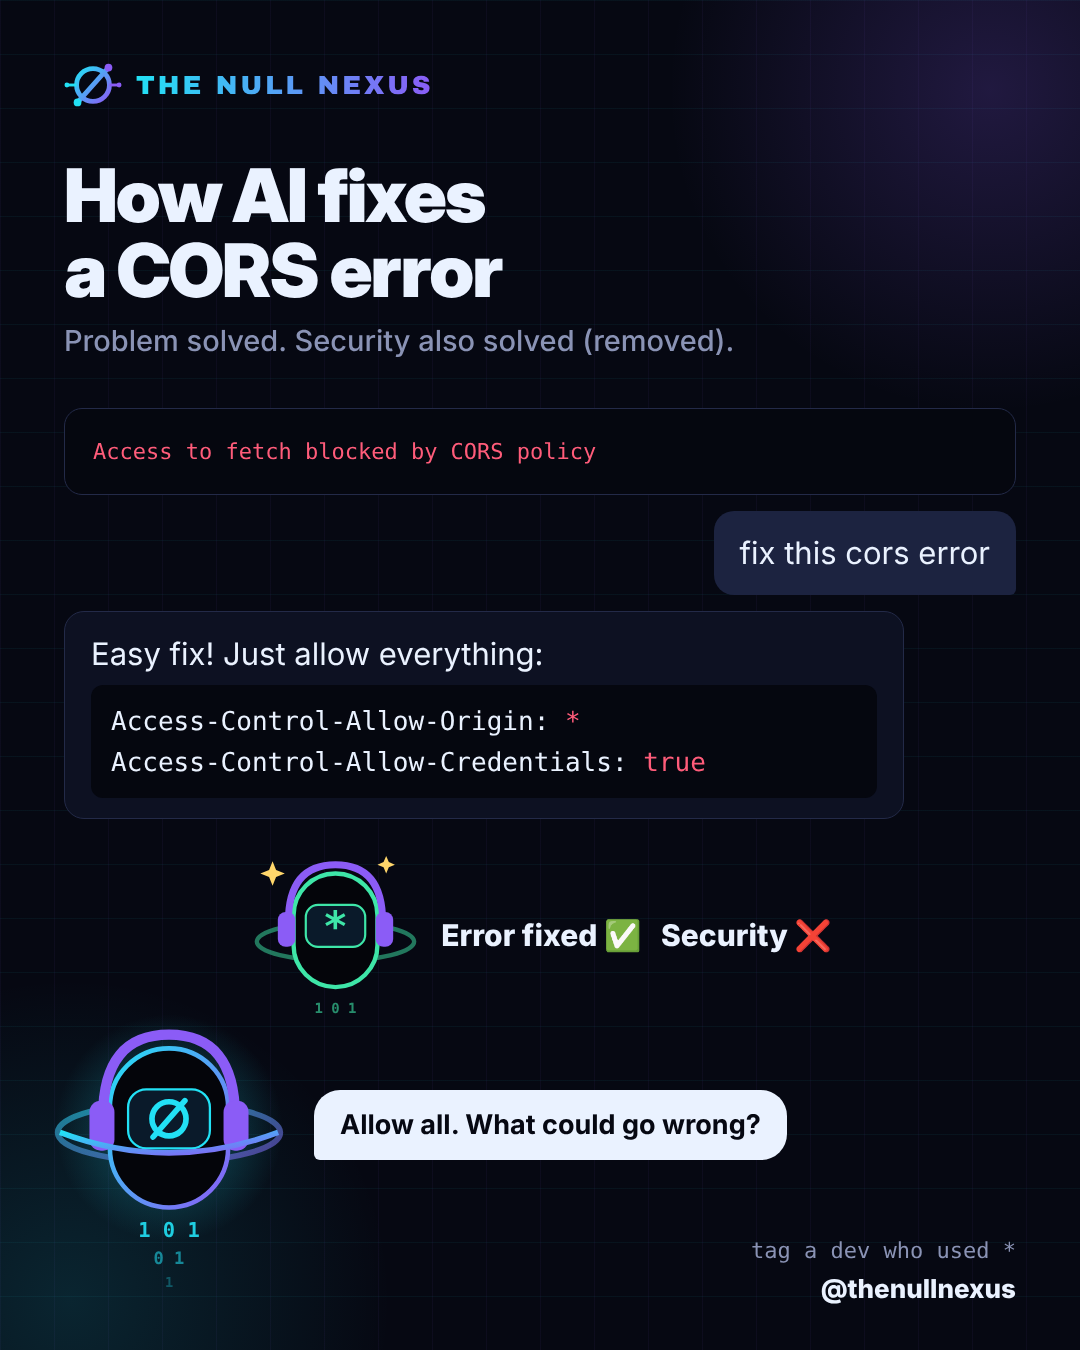 THE NULL NEXUS
How AI fixes
a CORS error
Problem solved. Security also solved (removed).
Access to fetch blocked by CORS policy
fix this cors error
Easy fix! Just allow everything:
Access-Control-Allow-Origin: *
Access-Control-Allow-Credentials: true
*
1 0 1
Error fixed ✅ Security ❌
Ø
Allow all. What could go wrong?
1 0 1
0 1
1
tag a dev who used *
@thenullnexus